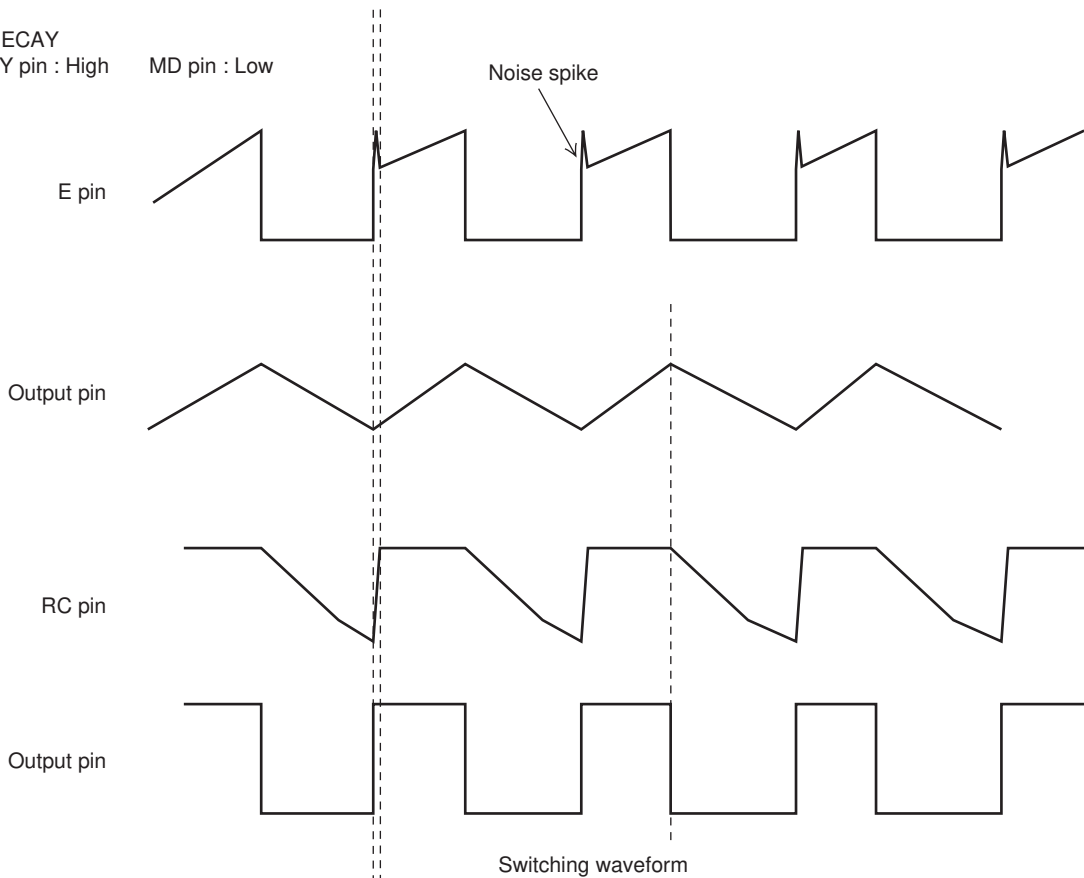 ECAY
Y pin : High MD pin : Low
Noise spike
E pin
Output pin
RC pin
Output pin
Switching waveform